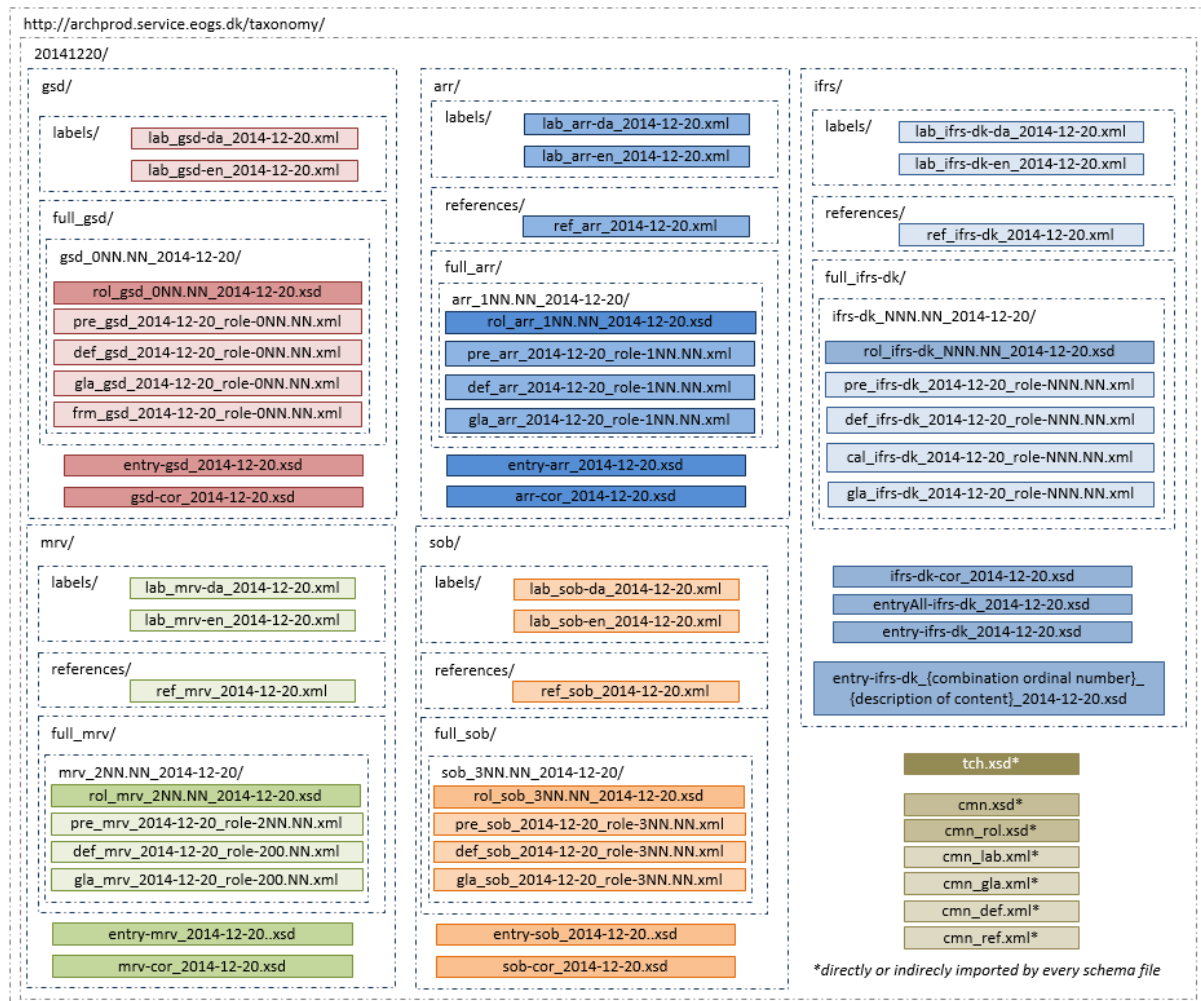 http://archprod.service.eogs.dk/taxonomy/
20141220/
gsd/
labels/
lab_gsd-da_2014-12-20.xml
lab_gsd-en_2014-12-20.xml
full_gsd/
gsd_0NN.NN_2014-12-20/
rol_gsd_0NN.NN_2014-12-20.xsd
pre_gsd_2014-12-20_role-0NN.NN.xml
def_gsd_2014-12-20_role-0NN.NN.xml
gla_gsd_2014-12-20_role-0NN.NN.xml
frm_gsd_2014-12-20_role-0NN.NN.xml
entry-gsd_2014-12-20.xsd
gsd-cor_2014-12-20.xsd
arr/
labels/
lab_arr-da_2014-12-20.xml
lab_arr-en_2014-12-20.xml
references/
ref_arr_2014-12-20.xml
full_arr/
arr_1NN.NN_2014-12-20/
rol_arr_1NN.NN_2014-12-20.xsd
pre_arr_2014-12-20_role-1NN.NN.xml
def_arr_2014-12-20_role-1NN.NN.xml
gla_arr_2014-12-20_role-1NN.NN.xml
entry-arr_2014-12-20.xsd
arr-cor_2014-12-20.xsd
ifrs/
labels/
lab_ifrs-dk-da_2014-12-20.xml
lab_ifrs-dk-en_2014-12-20.xml
references/
ref_ifrs-dk_2014-12-20.xml
full_ifrs-dk/
ifrs-dk_NNN.NN_2014-12-20/
rol_ifrs-dk_NNN.NN_2014-12-20.xsd
pre_ifrs-dk_2014-12-20_role-NNN.NN.xml
def_ifrs-dk_2014-12-20_role-NNN.NN.xml
cal_ifrs-dk_2014-12-20_role-NNN.NN.xml
gla_ifrs-dk_2014-12-20_role-NNN.NN.xml
ifrs-dk-cor_2014-12-20.xsd
entryAll-ifrs-dk_2014-12-20.xsd
entry-ifrs-dk_2014-12-20.xsd
entry-ifrs-dk_{combination ordinal number}_
{description of content}_2014-12-20.xsd
mrv/
labels/
lab_mrv-da_2014-12-20.xml
lab_mrv-en_2014-12-20.xml
references/
ref_mrv_2014-12-20.xml
full_mrv/
mrv_2NN.NN_2014-12-20/
rol_mrv_2NN.NN_2014-12-20.xsd
pre_mrv_2014-12-20_role-2NN.NN.xml
def_mrv_2014-12-20_role-200.NN.xml
gla_mrv_2014-12-20_role-200.NN.xml
entry-mrv_2014-12-20..xsd
mrv-cor_2014-12-20.xsd
sob/
labels/
lab_sob-da_2014-12-20.xml
lab_sob-en_2014-12-20.xml
references/
ref_sob_2014-12-20.xml
full_sob/
sob_3NN.NN_2014-12-20/
rol_sob_3NN.NN_2014-12-20.xsd
pre_sob_2014-12-20_role-3NN.NN.xml
def_sob_2014-12-20_role-3NN.NN.xml
gla_sob_2014-12-20_role-3NN.NN.xml
entry-sob_2014-12-20..xsd
sob-cor_2014-12-20.xsd
tch.xsd*
cmn.xsd*
cmn_rol.xsd*
cmn_lab.xml*
cmn_gla.xml*
cmn_def.xml*
cmn_ref.xml*
*directly or indirecly imported by every schema file